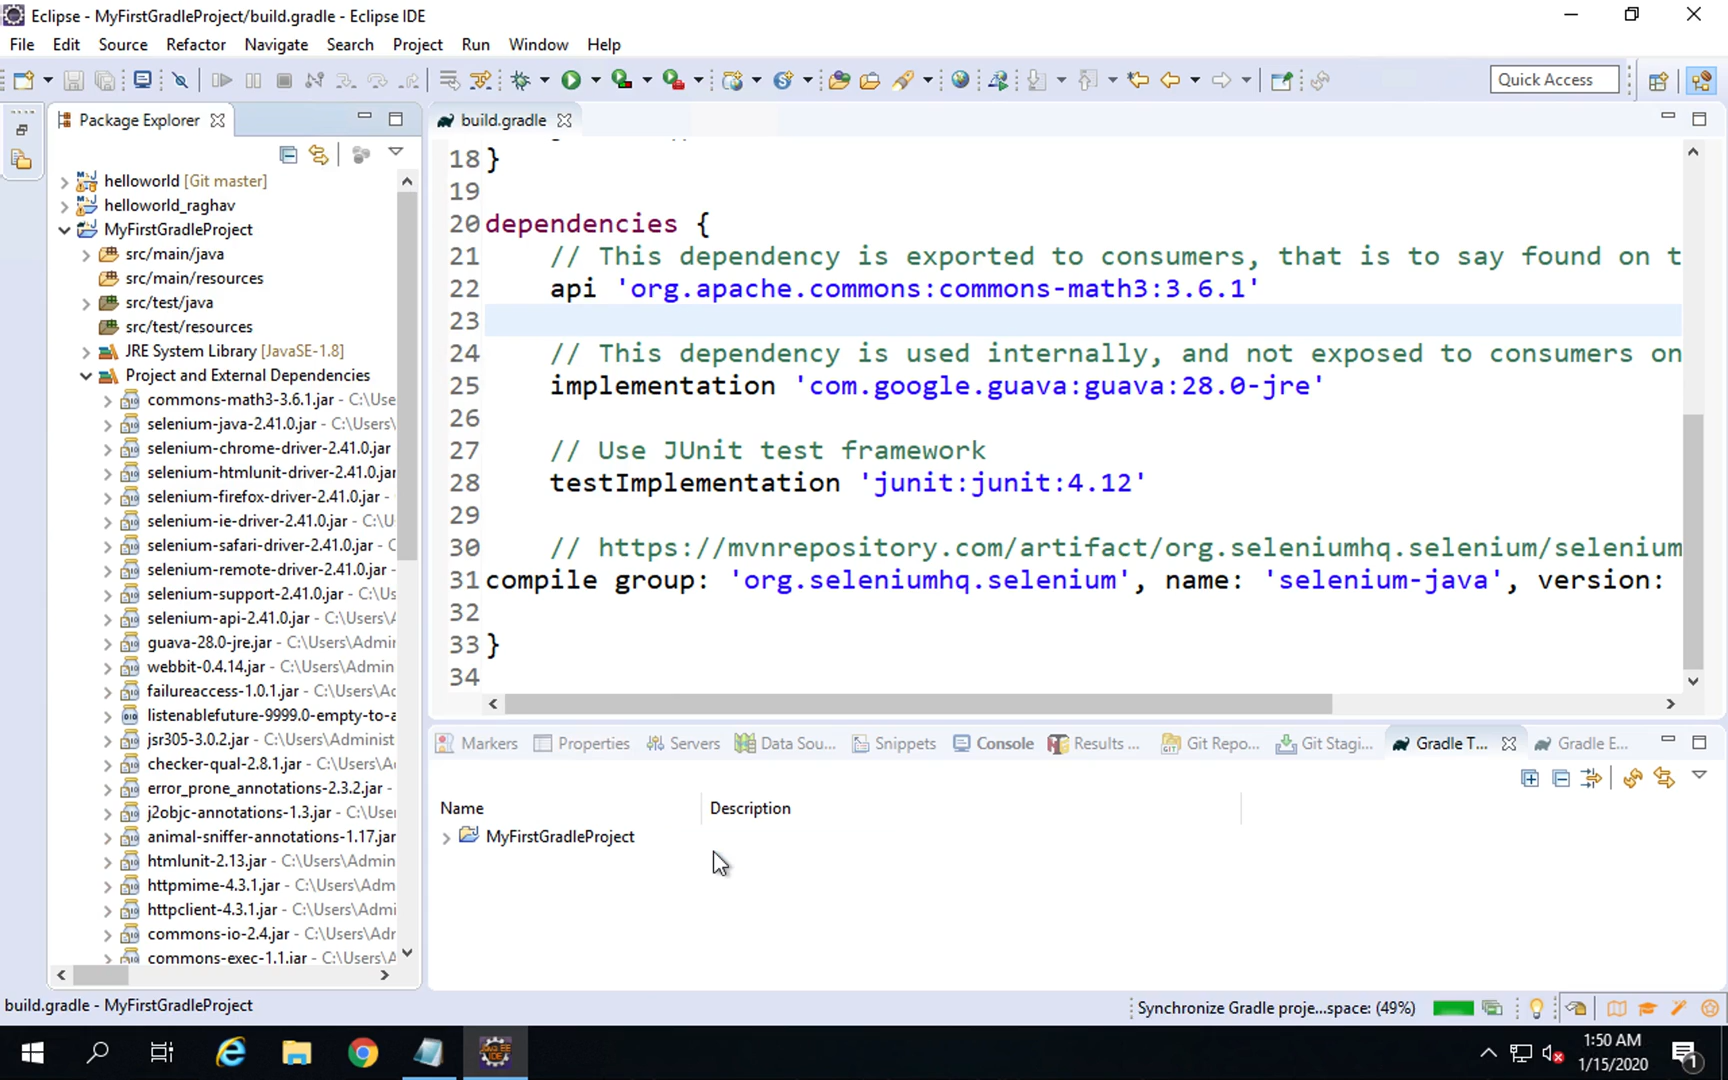 Eclipse - MyFirstGradleProject/build.gradle - Eclipse IDE
File Edit Source Refactor Navigate Search Project Run Window Help
Quick Access
Package Explorer
build.gradle
helloworld [Git master]
helloworld_raghav
MyFirstGradleProject
src/main/java
src/main/resources
src/test/java
src/test/resources
JRE System Library [JavaSE-1.8]
Project and External Dependencies
commons-math3-3.6.1.jar - C:\Use
selenium-java-2.41.0.jar - C:\Users\
selenium-chrome-driver-2.41.0.jar
selenium-htmlunit-driver-2.41.0.jar
selenium-firefox-driver-2.41.0.jar -
selenium-ie-driver-2.41.0.jar - C:\U
selenium-safari-driver-2.41.0.jar - C
selenium-remote-driver-2.41.0.jar -
selenium-support-2.41.0.jar - C:\Us
selenium-api-2.41.0.jar - C:\Users\
guava-28.0-jre.jar - C:\Users\Admin
webbit-0.4.14.jar - C:\Users\Admin
failureaccess-1.0.1.jar - C:\Users\Ad
listenablefuture-9999.0-empty-to-a
jsr305-3.0.2.jar - C:\Users\Administ
checker-qual-2.8.1.jar - C:\Users\A
error_prone_annotations-2.3.2.jar -
j2objc-annotations-1.3.jar - C:\User
animal-sniffer-annotations-1.17.jar
htmlunit-2.13.jar - C:\Users\Admin
httpmime-4.3.1.jar - C:\Users\Adm
httpclient-4.3.1.jar - C:\Users\Admi
commons-io-2.4.jar - C:\Users\Adr
commons-exec-1.1.jar - C:\Users\A
18 }
19
20 dependencies {
21 // This dependency is exported to consumers, that is to say found on t
22 api 'org.apache.commons:commons-math3:3.6.1'
23
24 // This dependency is used internally, and not exposed to consumers on
25 implementation 'com.google.guava:guava:28.0-jre'
26
27 // Use JUnit test framework
28 testImplementation 'junit:junit:4.12'
29
30 // https://mvnrepository.com/artifact/org.seleniumhq.selenium/selenium
31 compile group: 'org.seleniumhq.selenium', name: 'selenium-java', version:
32
33 }
34
Markers Properties Servers Data Sou... Snippets Console Results ... Git Repo... Git Stagi... Gradle T... Gradle E...
Name Description
MyFirstGradleProject
build.gradle - MyFirstGradleProject
Synchronize Gradle proje...space: (49%)
1:50 AM
1/15/2020
1